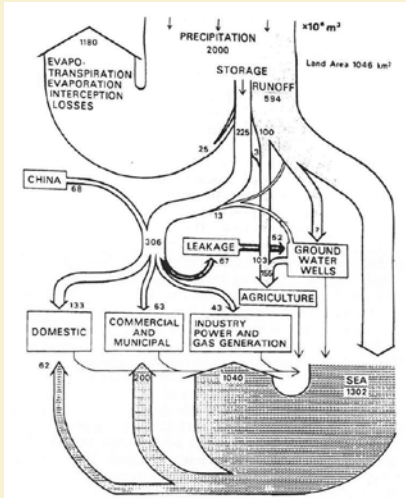 x10⁶ m³
PRECIPITATION
2000
Land Area 1046 km²
1180
EVAPO-
TRANSPIRATION
EVAPORATION
INTERCEPTION
LOSSES
STORAGE
RUNOFF
594
225
100
25
3
CHINA
68
13
306
LEAKAGE
67
52
7
GROUND
WATER
WELLS
103
155
AGRICULTURE
133
63
43
DOMESTIC
COMMERCIAL
AND
MUNICIPAL
INDUSTRY
POWER AND
GAS GENERATION
62
200
1040
SEA
1302